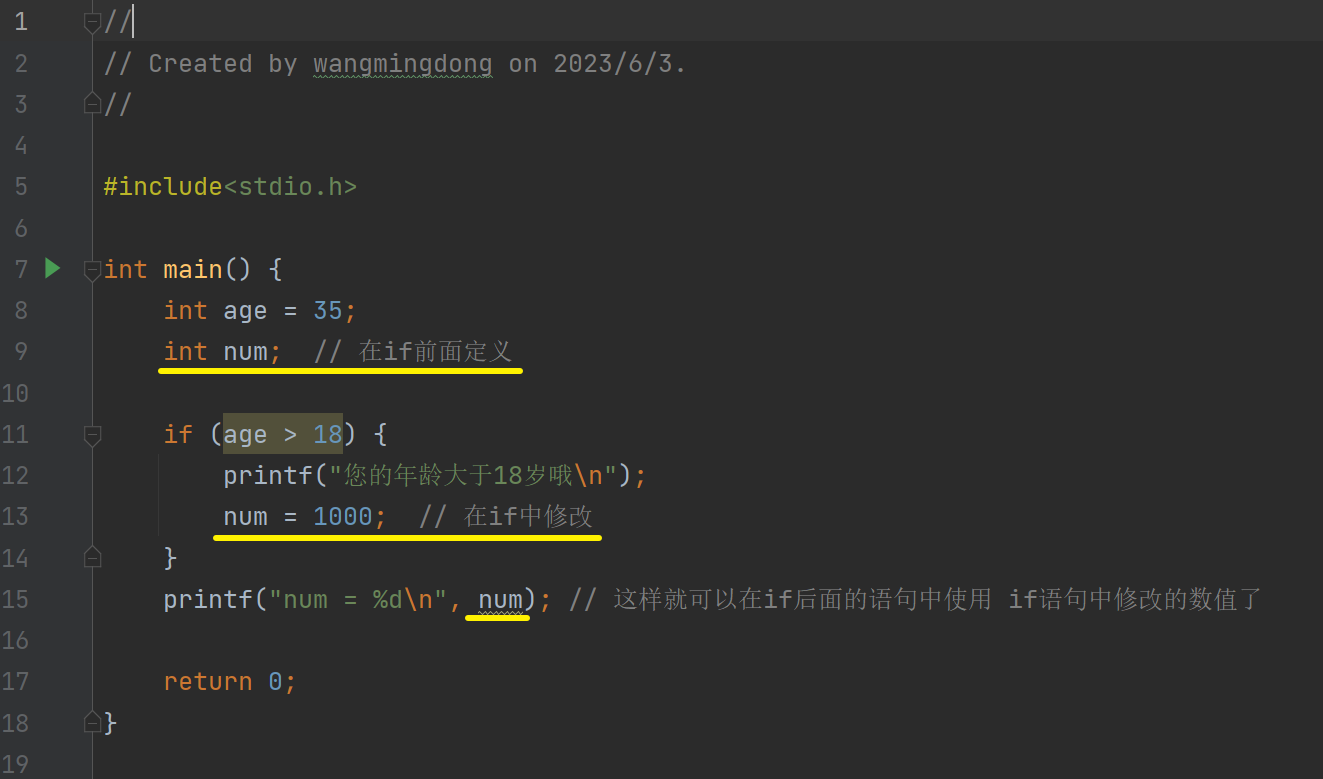 1 //
2 // Created by wangmingdong on 2023/6/3.
3 //
4
5 #include<stdio.h>
6
7 int main() {
8     int age = 35;
9     int num;  // 在if前面定义
10
11     if (age > 18) {
12         printf("您的年龄大于18岁哦\n");
13         num = 1000;  // 在if中修改
14     }
15     printf("num = %d\n", num); // 这样就可以在if后面的语句中使用 if语句中修改的数值了
16
17     return 0;
18 }
19